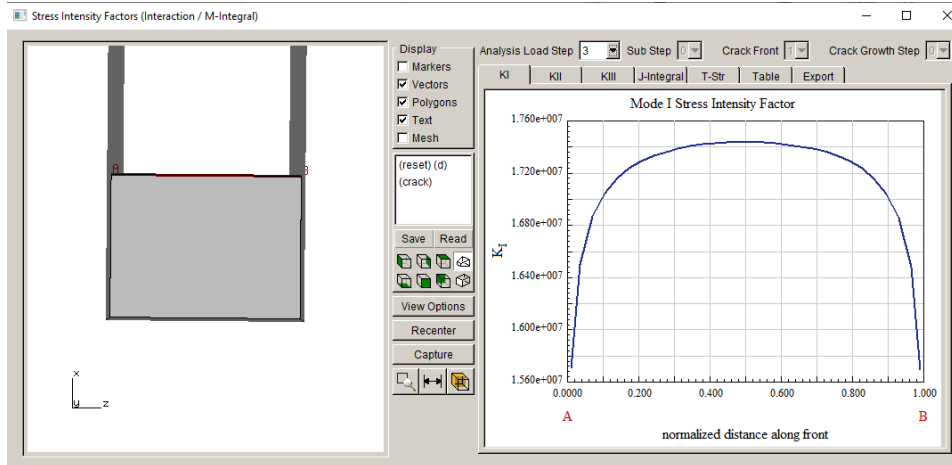 Stress Intensity Factors (Interaction / M-Integral)
A
B
x
y
z
Display
Markers
Vectors
Polygons
Text
Mesh
(reset) (d)
(crack)
Save Read
View Options
Recenter
Capture
Analysis Load Step 3 Sub Step 0 Crack Front 1 Crack Growth Step 0
KI KII KIII J-Integral T-Str Table Export
Mode I Stress Intensity Factor
1.760e+007
1.720e+007
1.680e+007
1.640e+007
1.600e+007
1.560e+007
KI
0.0000 0.200 0.400 0.600 0.800 1.000
A B
normalized distance along front